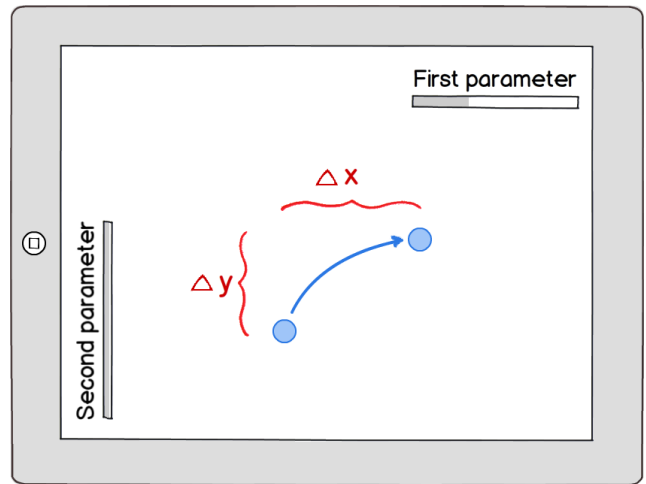 First parameter
△ x
△ y
Second parameter